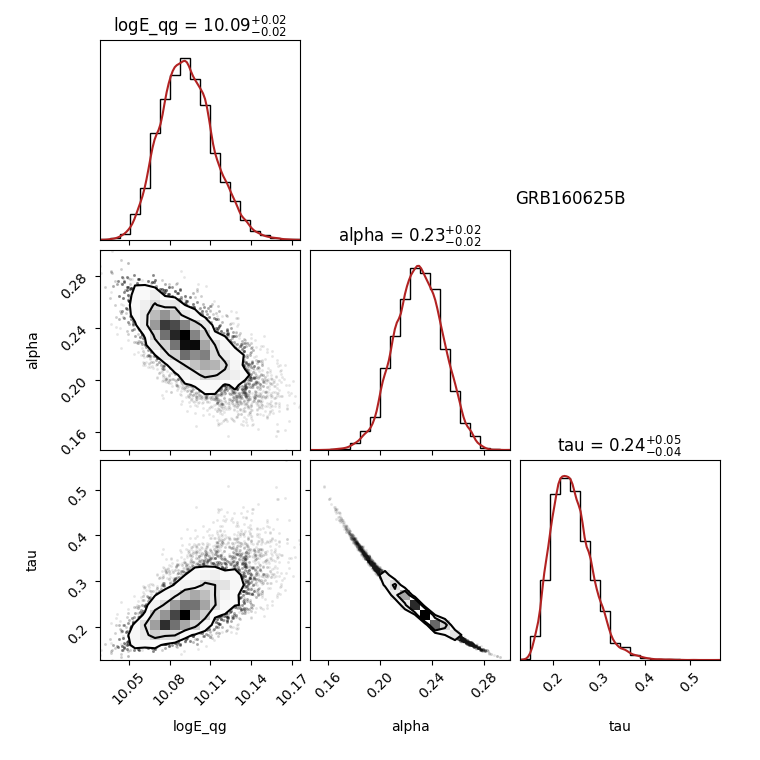 logE_qg = 10.09+0.02
−0.02
GRB160625B
alpha = 0.23+0.02
−0.02
0.28
0.24
0.20
0.16
alpha
tau = 0.24+0.05
−0.04
0.5
0.4
0.3
0.2
tau
10.05 10.08 10.11 10.14 10.17
0.16 0.20 0.24 0.28
0.2 0.3 0.4 0.5
logE_qg alpha tau